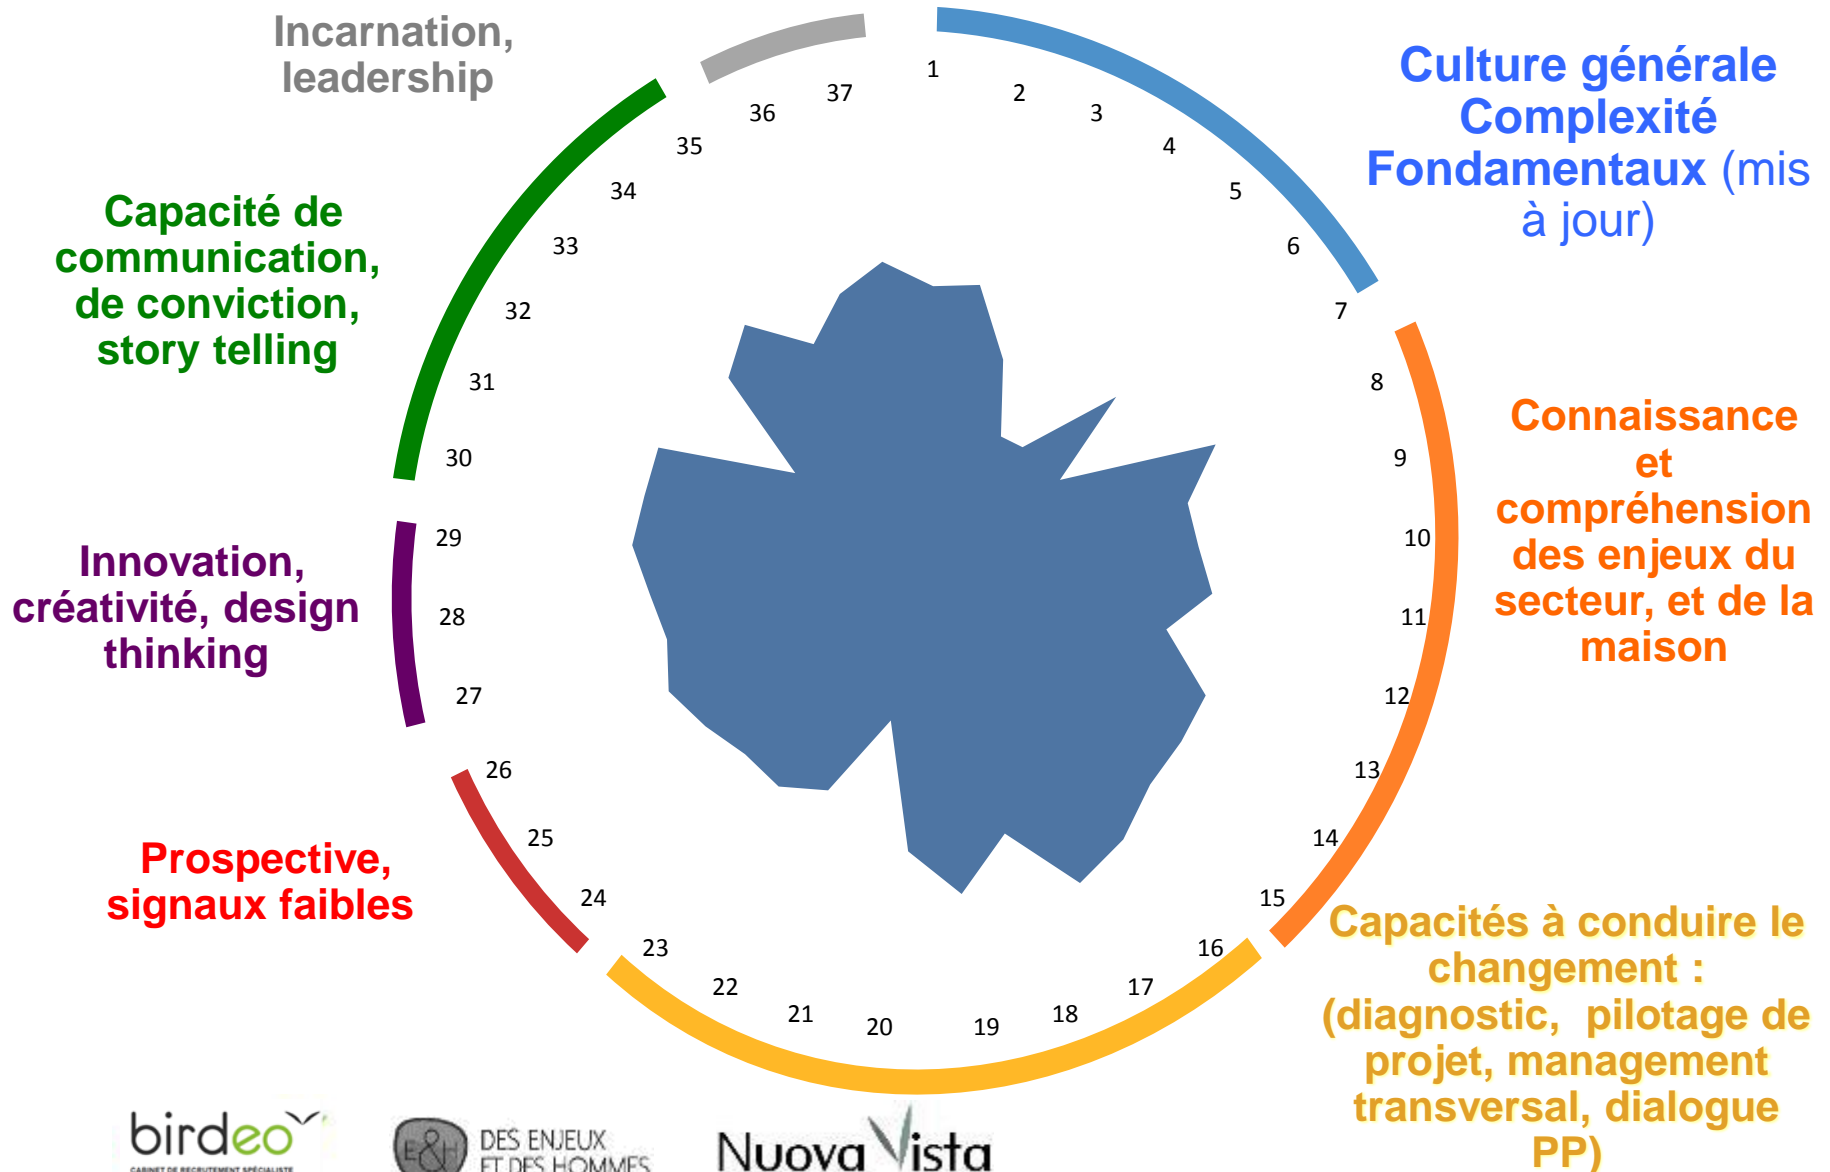 Incarnation,
leadership
Culture générale
Complexité
Fondamentaux (mis
à jour)
Capacité de
communication,
de conviction,
story telling
Connaissance
et
compréhension
des enjeux du
secteur, et de la
maison
Innovation,
créativité, design
thinking
Prospective,
signaux faibles
Capacités à conduire le
changement :
(diagnostic, pilotage de
projet, management
transversal, dialogue
PP)
1
2
3
4
5
6
7
8
9
10
11
12
13
14
15
16
17
18
19
20
21
22
23
24
25
26
27
28
29
30
31
32
33
34
35
36
37
birdeo
CABINET DE RECRUTEMENT SPÉCIALISTE
E&H
DES ENJEUX
ET DES HOMMES
Nuova Vista